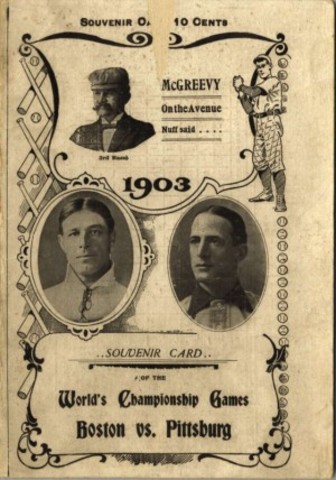 SOUVENIR CA 10 CENTS
McGREEVY
On the Avenue
Nuff said ....
3rd Base
1903
..SOUVENIR CARD..
OF THE
World's Championship Games
Boston vs. Pittsburg